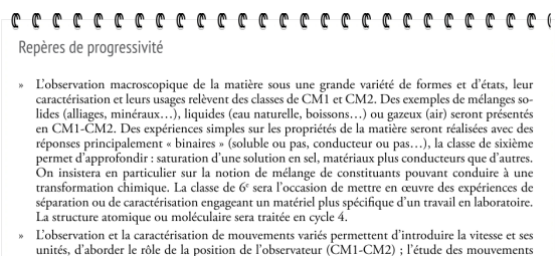 Repères de progressivité
» L'observation macroscopique de la matière sous une grande variété de formes et d'états, leur
caractérisation et leurs usages relèvent des classes de CM1 et CM2. Des exemples de mélanges so-
lides (alliages, minéraux…), liquides (eau naturelle, boissons…) ou gazeux (air) seront présentés
en CM1-CM2. Des expériences simples sur les propriétés de la matière seront réalisées avec des
réponses principalement « binaires » (soluble ou pas, conducteur ou pas…), la classe de sixième
permet d'approfondir : saturation d'une solution en sel, matériaux plus conducteurs que d'autres.
On insistera en particulier sur la notion de mélange de constituants pouvant conduire à une
transformation chimique. La classe de 6e sera l'occasion de mettre en œuvre des expériences de
séparation ou de caractérisation engageant un matériel plus spécifique d'un travail en laboratoire.
La structure atomique ou moléculaire sera traitée en cycle 4.
» L'observation et la caractérisation de mouvements variés permettent d'introduire la vitesse et ses
unités, d'aborder le rôle de la position de l'observateur (CM1-CM2) ; l'étude des mouvements